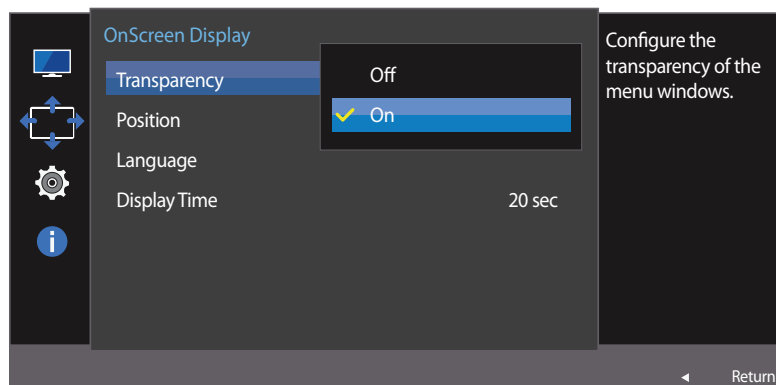 OnScreen Display
Transparency
Off
On
Position
Language
Display Time
20 sec
Configure the
transparency of the
menu windows.
Return